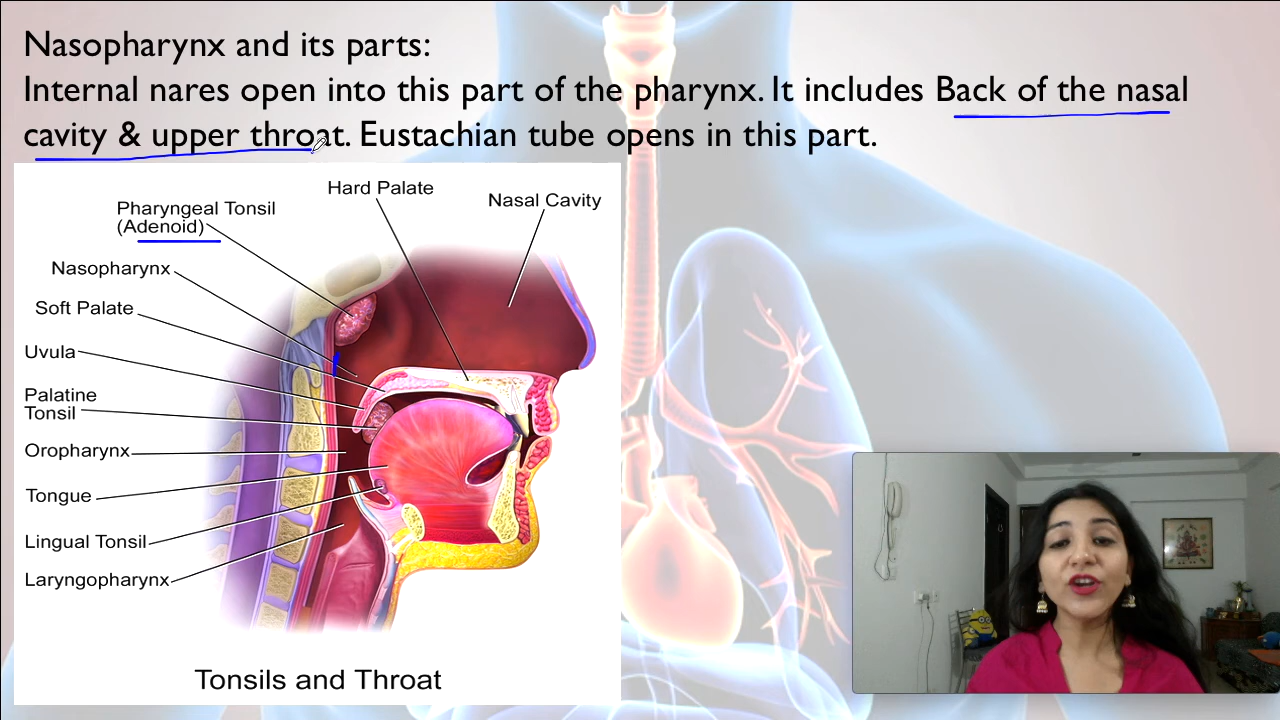 Nasopharynx and its parts:
Internal nares open into this part of the pharynx. It includes Back of the nasal
cavity & upper throat. Eustachian tube opens in this part.
Hard Palate
Nasal Cavity
Pharyngeal Tonsil
(Adenoid)
Nasopharynx
Soft Palate
Uvula
Palatine
Tonsil
Oropharynx
Tongue
Lingual Tonsil
Laryngopharynx
Tonsils and Throat